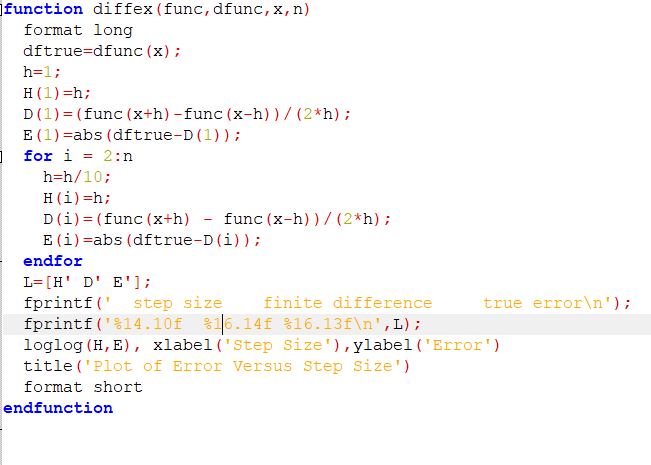 function diffex(func,dfunc,x,n)
  format long
  dftrue=dfunc(x);
  h=1;
  H(1)=h;
  D(1)=(func(x+h)-func(x-h))/(2*h);
  E(1)=abs(dftrue-D(1));
  for i = 2:n
    h=h/10;
    H(i)=h;
    D(i)=(func(x+h) - func(x-h))/(2*h);
    E(i)=abs(dftrue-D(i));
  endfor
  L=[H' D' E'];
  fprintf('  step size    finite difference     true error\n');
  fprintf('%14.10f  %16.14f %16.13f\n',L);
  loglog(H,E), xlabel('Step Size'),ylabel('Error')
  title('Plot of Error Versus Step Size')
  format short
endfunction